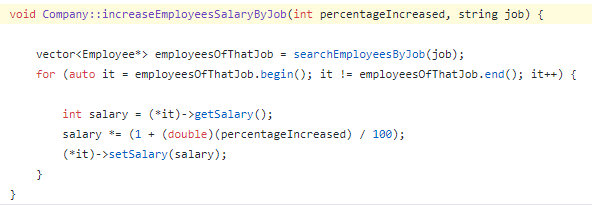 void Company::increaseEmployeesSalaryByJob(int percentageIncreased, string job) {
vector<Employee*> employeesOfThatJob = searchEmployeesByJob(job);
for (auto it = employeesOfThatJob.begin(); it != employeesOfThatJob.end(); it++) {
int salary = (*it)->getSalary();
salary *= (1 + (double)(percentageIncreased) / 100);
(*it)->setSalary(salary);
}
}